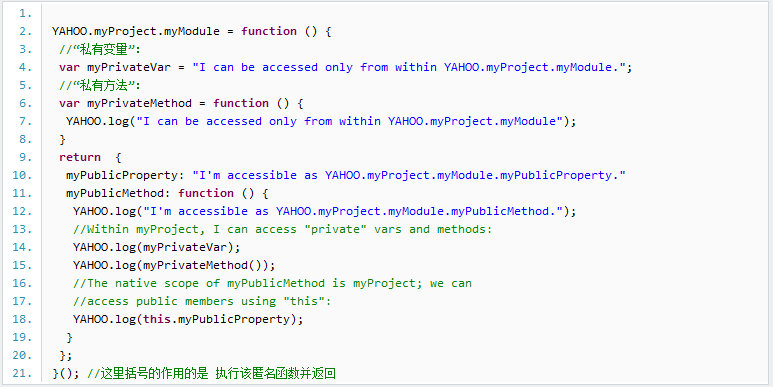 1.
2. YAHOO.myProject.myModule = function () {
3. //“私有变量”:
4. var myPrivateVar = "I can be accessed only from within YAHOO.myProject.myModule.";
5. //“私有方法”:
6. var myPrivateMethod = function () {
7. YAHOO.log("I can be accessed only from within YAHOO.myProject.myModule");
8. }
9. return  {
10. myPublicProperty: "I'm accessible as YAHOO.myProject.myModule.myPublicProperty."
11. myPublicMethod: function () {
12. YAHOO.log("I'm accessible as YAHOO.myProject.myModule.myPublicMethod.");
13. //Within myProject, I can access "private" vars and methods:
14. YAHOO.log(myPrivateVar);
15. YAHOO.log(myPrivateMethod());
16. //The native scope of myPublicMethod is myProject; we can
17. //access public members using "this":
18. YAHOO.log(this.myPublicProperty);
19. }
20. };
21. }(); //这里括号的作用的是 执行该匿名函数并返回